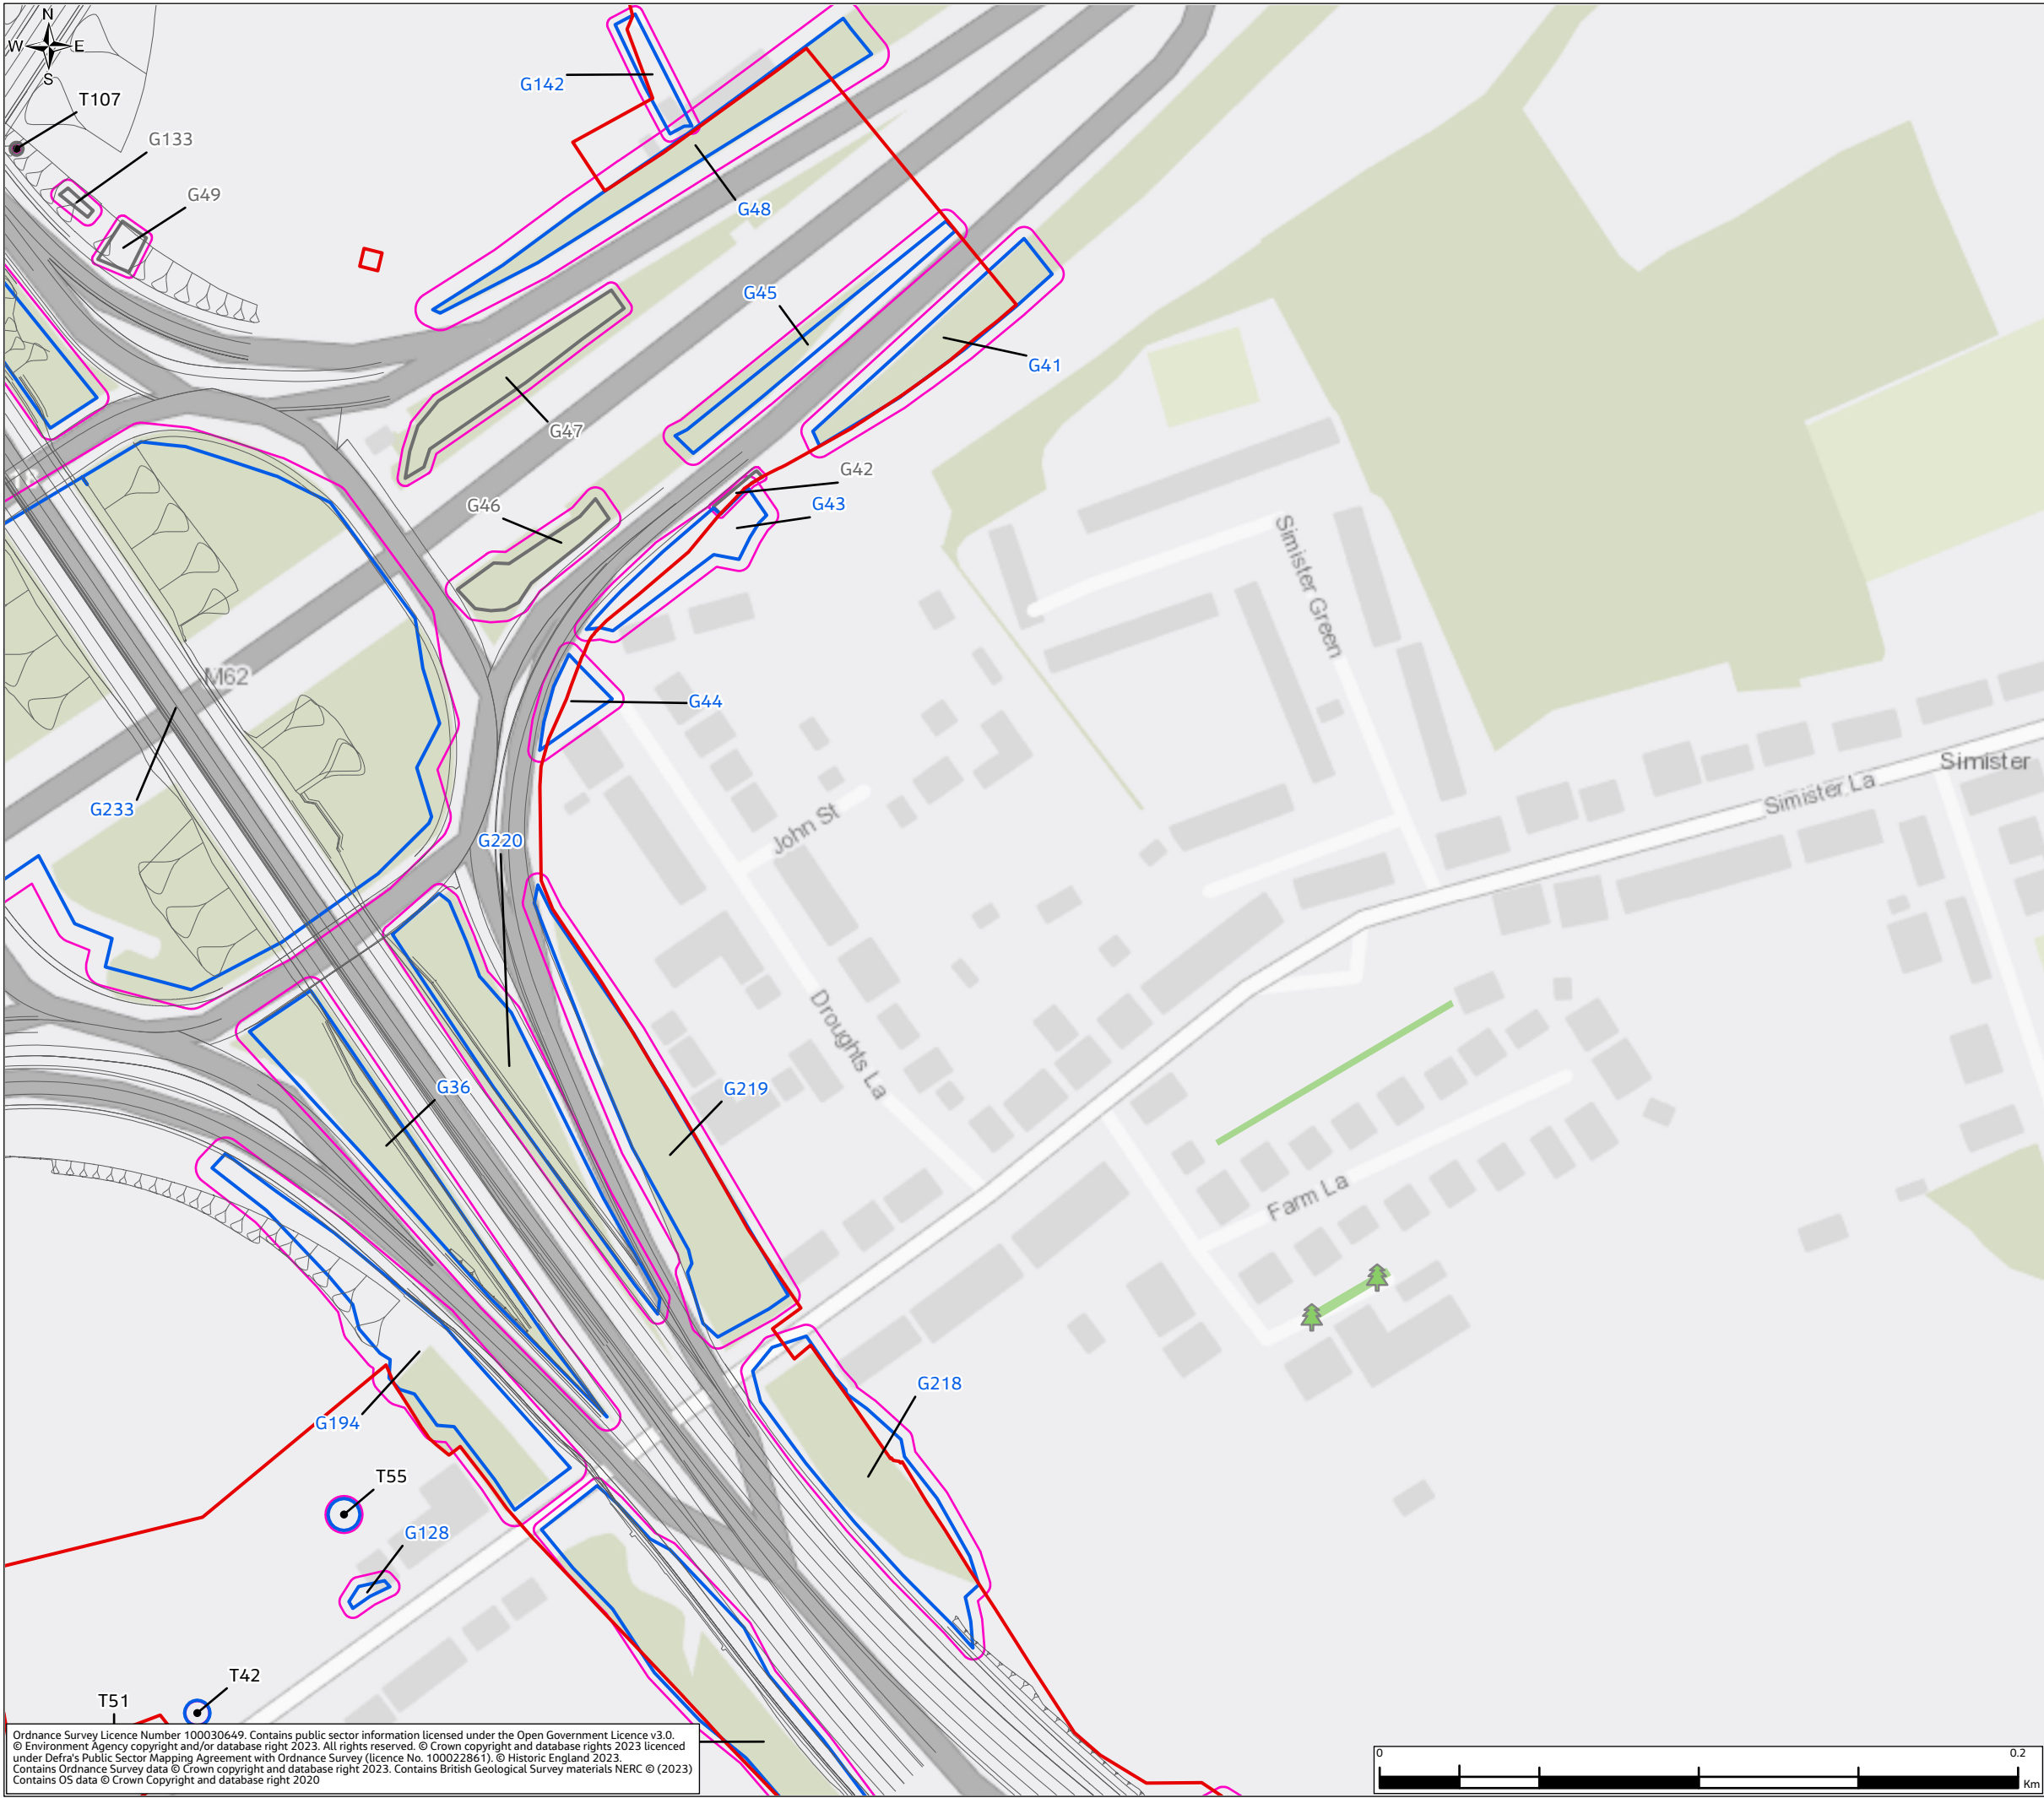 N
W E
S
T107
G133
G49
G142
G48
G45
G41
G47
G42
G46
G43
Simister Green
M62
G44
G233
G220
John St
Simister
Simister La
Droughts La
G36
G219
Farm La
G194
G218
T55
G128
T42
T51
Ordnance Survey Licence Number 100030649. Contains public sector information licensed under the Open Government Licence v3.0.
© Environment Agency copyright and/or database right 2023. All rights reserved. © Crown copyright and database rights 2023 licenced
under Defra's Public Sector Mapping Agreement with Ordnance Survey (licence No. 100022861). © Historic England 2023.
Contains Ordnance Survey data © Crown copyright and database right 2023. Contains British Geological Survey materials NERC © (2023)
Contains OS data © Crown Copyright and database right 2020
0 0.2
Km